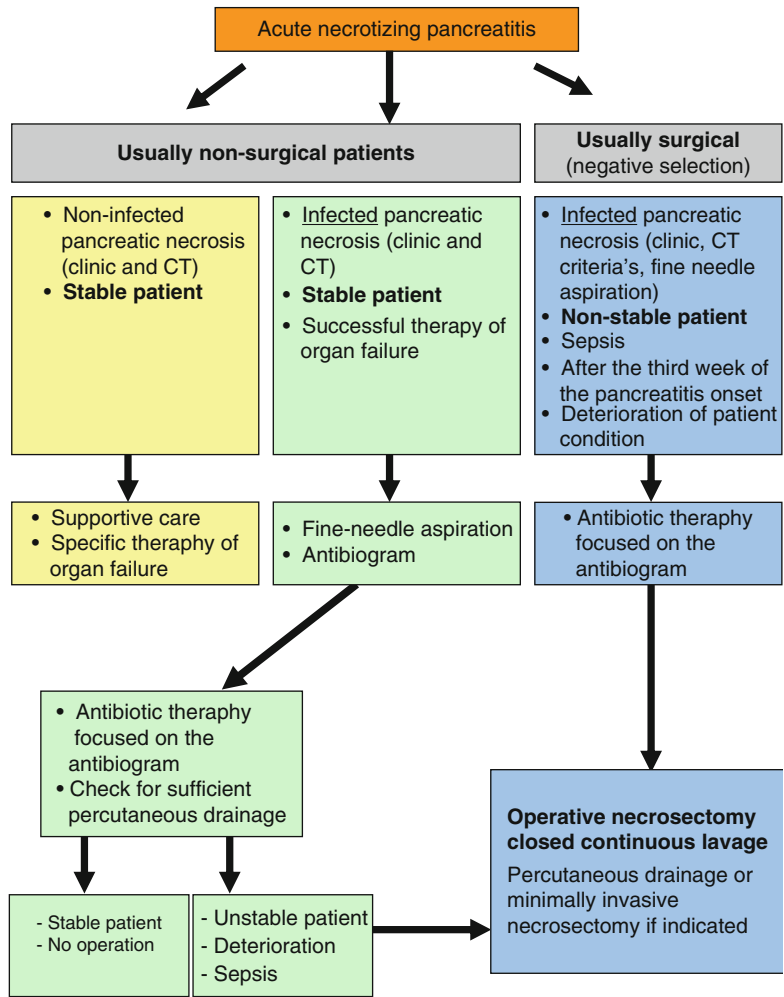 Acute necrotizing pancreatitis
Usually non-surgical patients
Usually surgical
(negative selection)
• Non-infected
pancreatic necrosis
(clinic and CT)
• Stable patient
• Infected pancreatic
necrosis (clinic and
CT)
• Stable patient
• Successful therapy of
organ failure
• Infected pancreatic
necrosis (clinic, CT
criteria's, fine needle
aspiration)
• Non-stable patient
• Sepsis
• After the third week of
the pancreatitis onset
• Deterioration of patient
condition
• Supportive care
• Specific theraphy of
organ failure
• Fine-needle aspiration
• Antibiogram
• Antibiotic theraphy
focused on the
antibiogram
• Antibiotic theraphy
focused on the
antibiogram
• Check for sufficient
percutaneous drainage
- Stable patient
- No operation
- Unstable patient
- Deterioration
- Sepsis
Operative necrosectomy
closed continuous lavage
Percutaneous drainage or
minimally invasive
necrosectomy if indicated